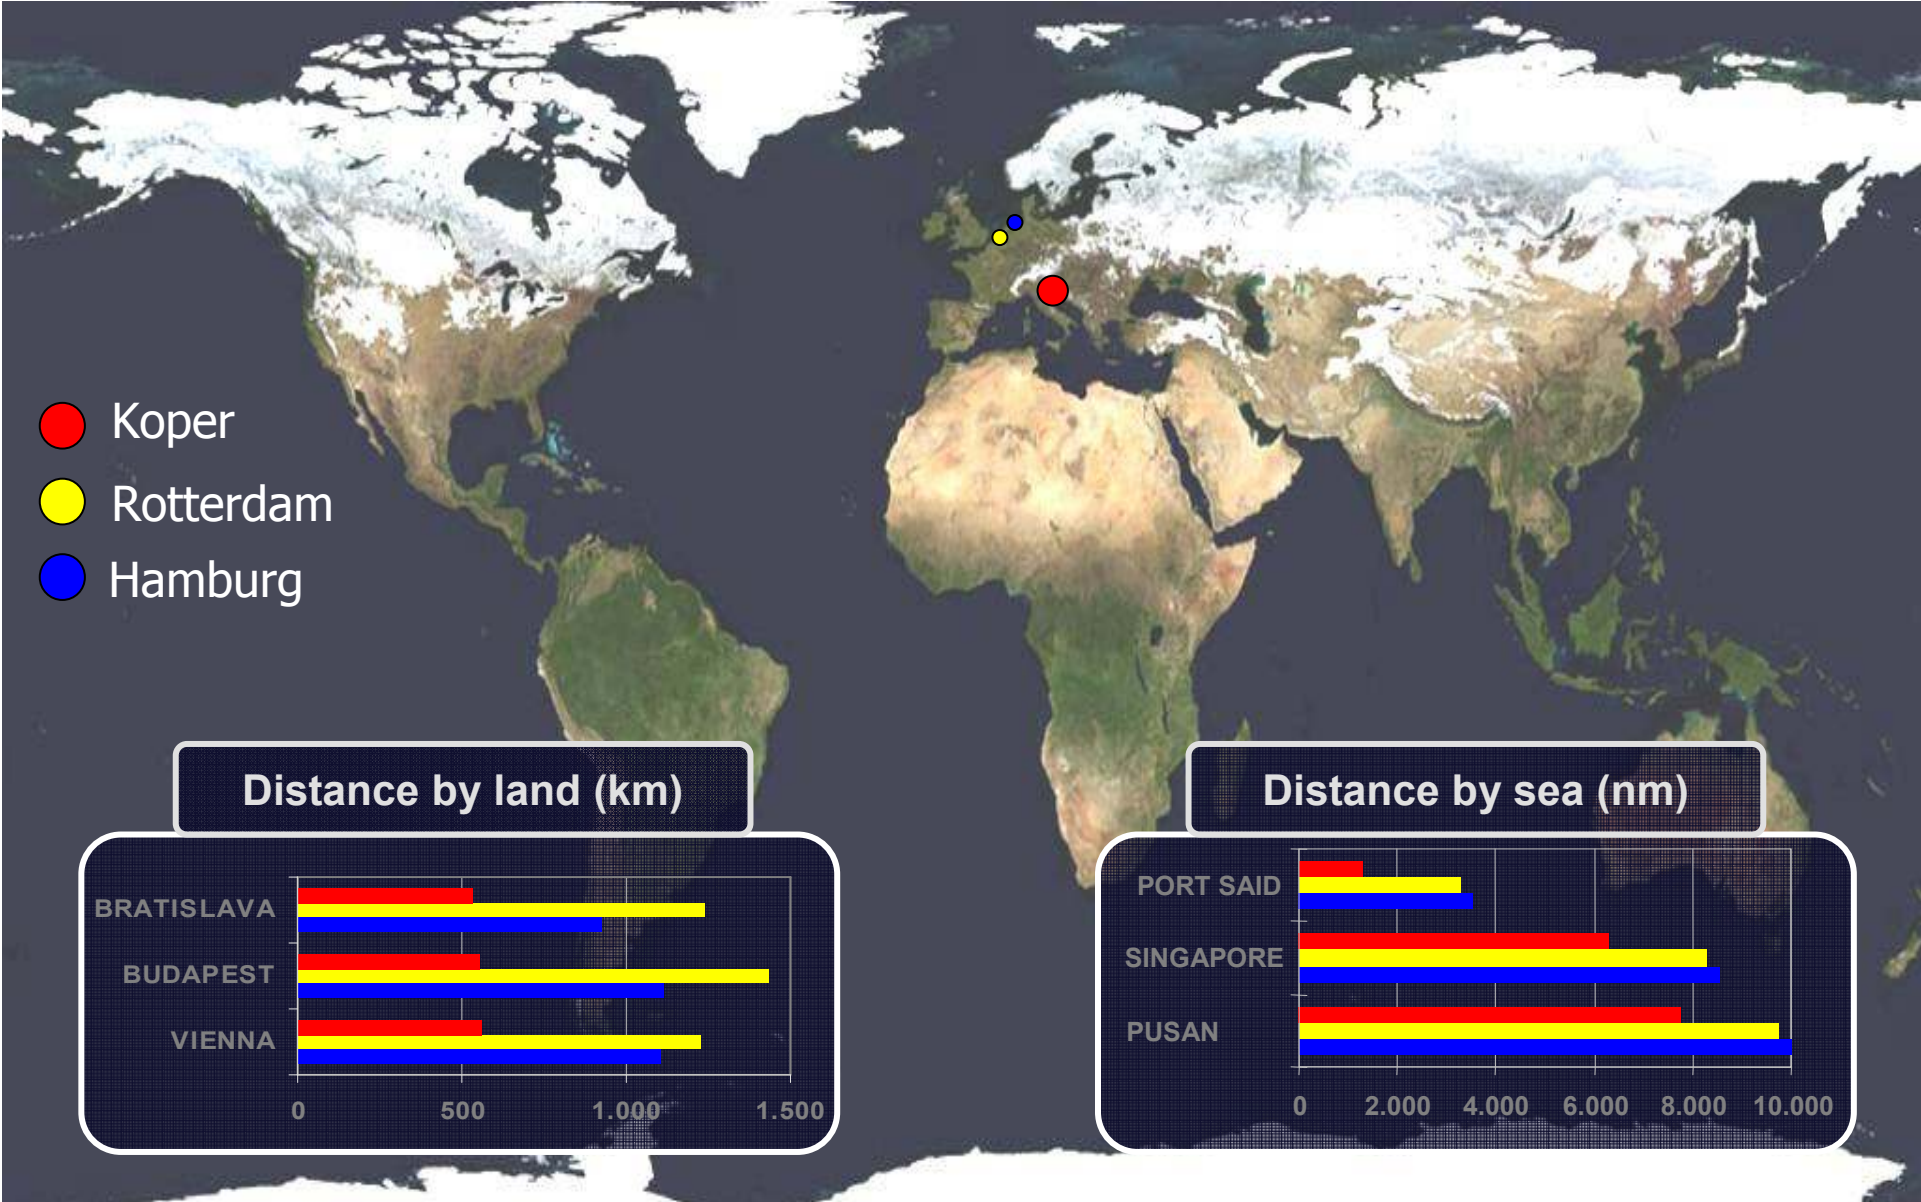 Koper
Rotterdam
Hamburg
Distance by land (km)
BRATISLAVA
BUDAPEST
VIENNA
0 500 1.000 1.500
Distance by sea (nm)
PORT SAID
SINGAPORE
PUSAN
0 2.000 4.000 6.000 8.000 10.000